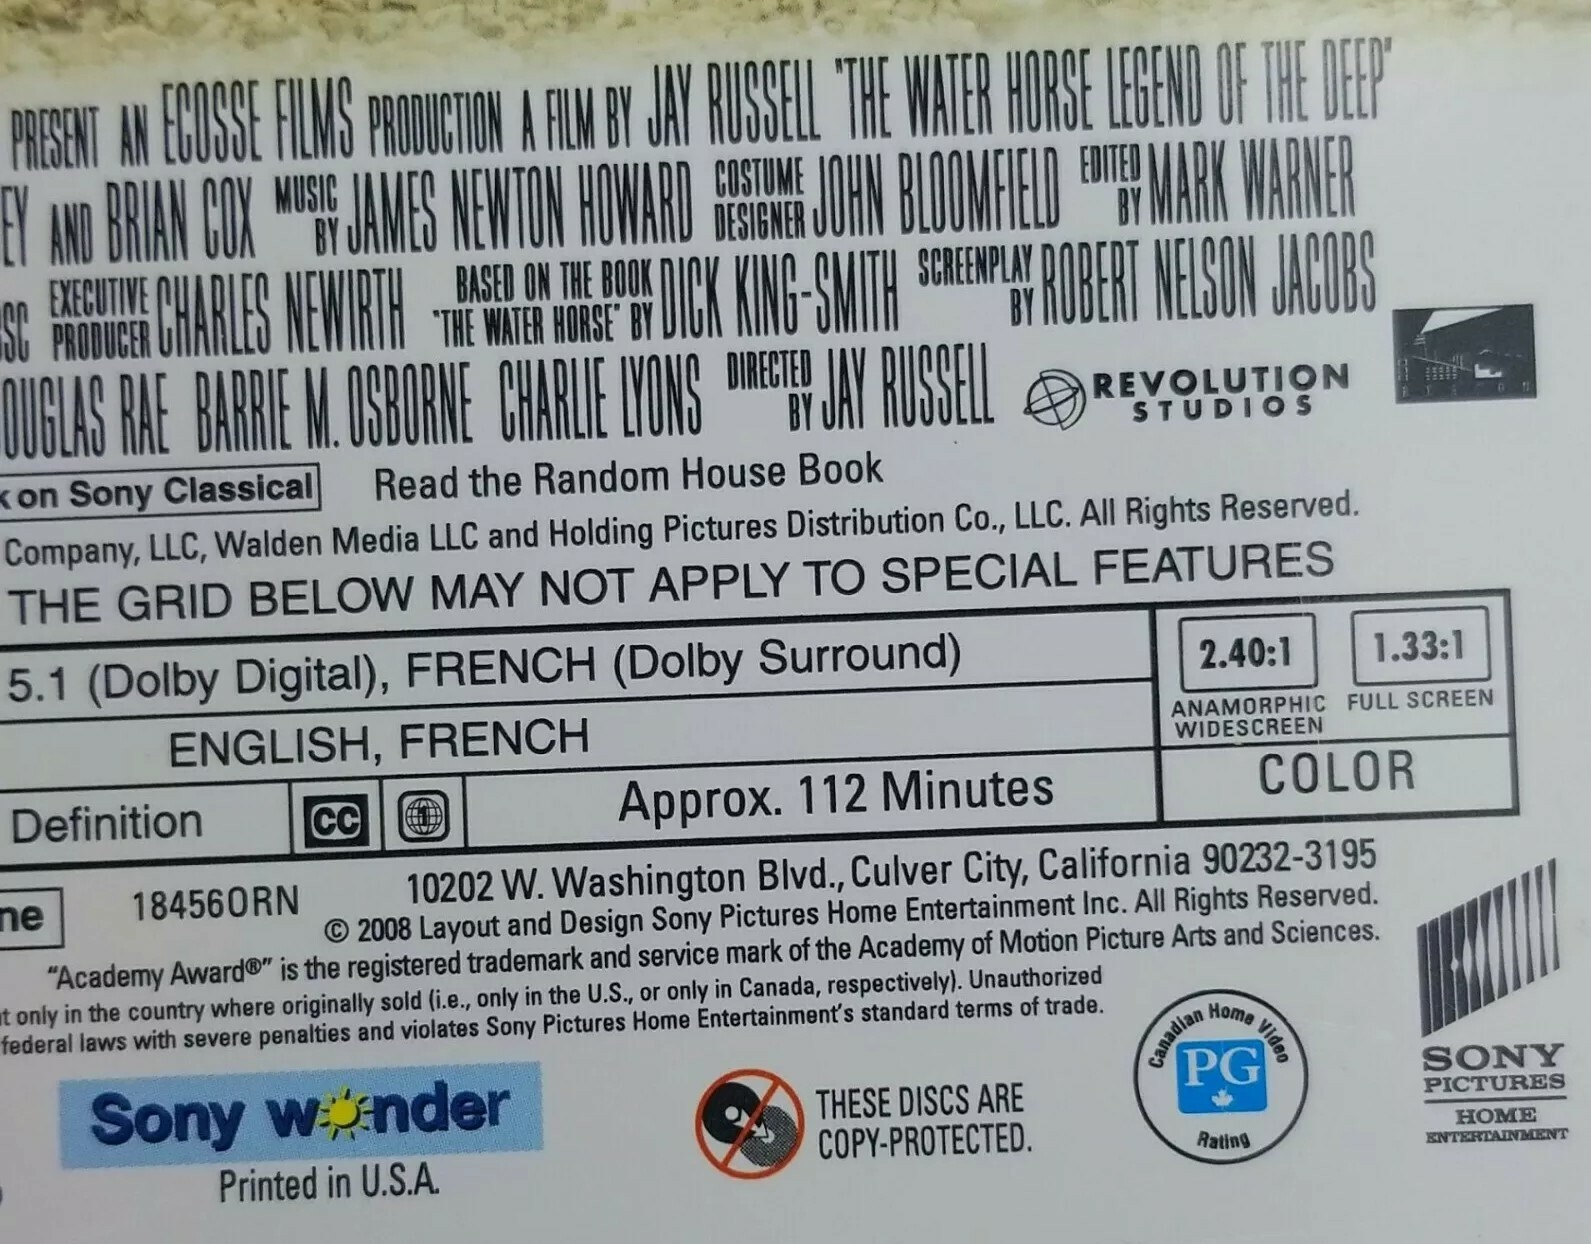 PRESENT AN ECOSSE FILMS PRODUCTION A FILM BY JAY RUSSELL "THE WATER HORSE LEGEND OF THE DEEP"
EY AND BRIAN COX MUSIC BY JAMES NEWTON HOWARD COSTUME DESIGNER JOHN BLOOMFIELD EDITED BY MARK WARNER
SC EXECUTIVE PRODUCER CHARLES NEWIRTH BASED ON THE BOOK "THE WATER HORSE" BY DICK KING-SMITH SCREENPLAY BY ROBERT NELSON JACOBS
OUGLAS RAE BARRIE M. OSBORNE CHARLIE LYONS DIRECTED BY JAY RUSSELL
REVOLUTION
STUDIOS
k on Sony Classical Read the Random House Book
Company, LLC, Walden Media LLC and Holding Pictures Distribution Co., LLC. All Rights Reserved.
THE GRID BELOW MAY NOT APPLY TO SPECIAL FEATURES
5.1 (Dolby Digital), FRENCH (Dolby Surround)
2.40:1 1.33:1
ANAMORPHIC WIDESCREEN FULL SCREEN
ENGLISH, FRENCH
Definition CC 1 Approx. 112 Minutes COLOR
ne 18456ORN 10202 W. Washington Blvd., Culver City, California 90232-3195
© 2008 Layout and Design Sony Pictures Home Entertainment Inc. All Rights Reserved.
"Academy Award®" is the registered trademark and service mark of the Academy of Motion Picture Arts and Sciences.
t only in the country where originally sold (i.e., only in the U.S., or only in Canada, respectively). Unauthorized
federal laws with severe penalties and violates Sony Pictures Home Entertainment's standard terms of trade.
Sony wonder
Printed in U.S.A.
THESE DISCS ARE
COPY-PROTECTED.
Canadian Home Video
PG
Rating
SONY
PICTURES
HOME
ENTERTAINMENT